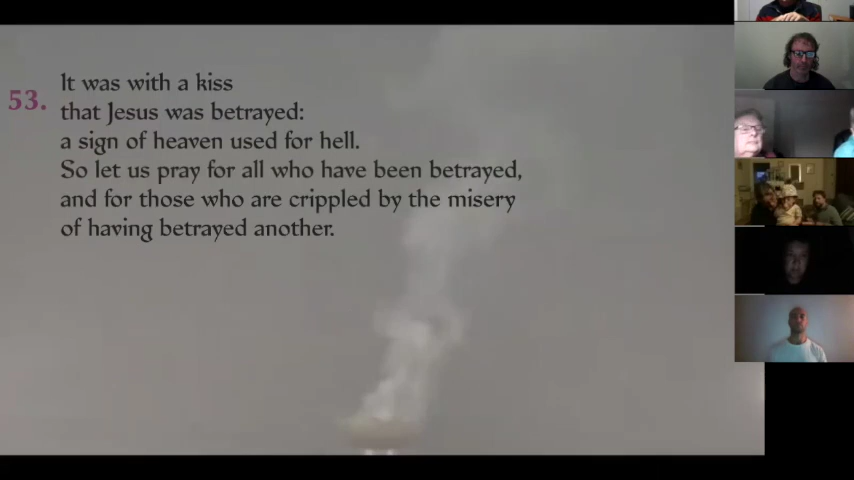 53. It was with a kiss
that Jesus was betrayed:
a sign of heaven used for hell.
So let us pray for all who have been betrayed,
and for those who are crippled by the misery
of having betrayed another.